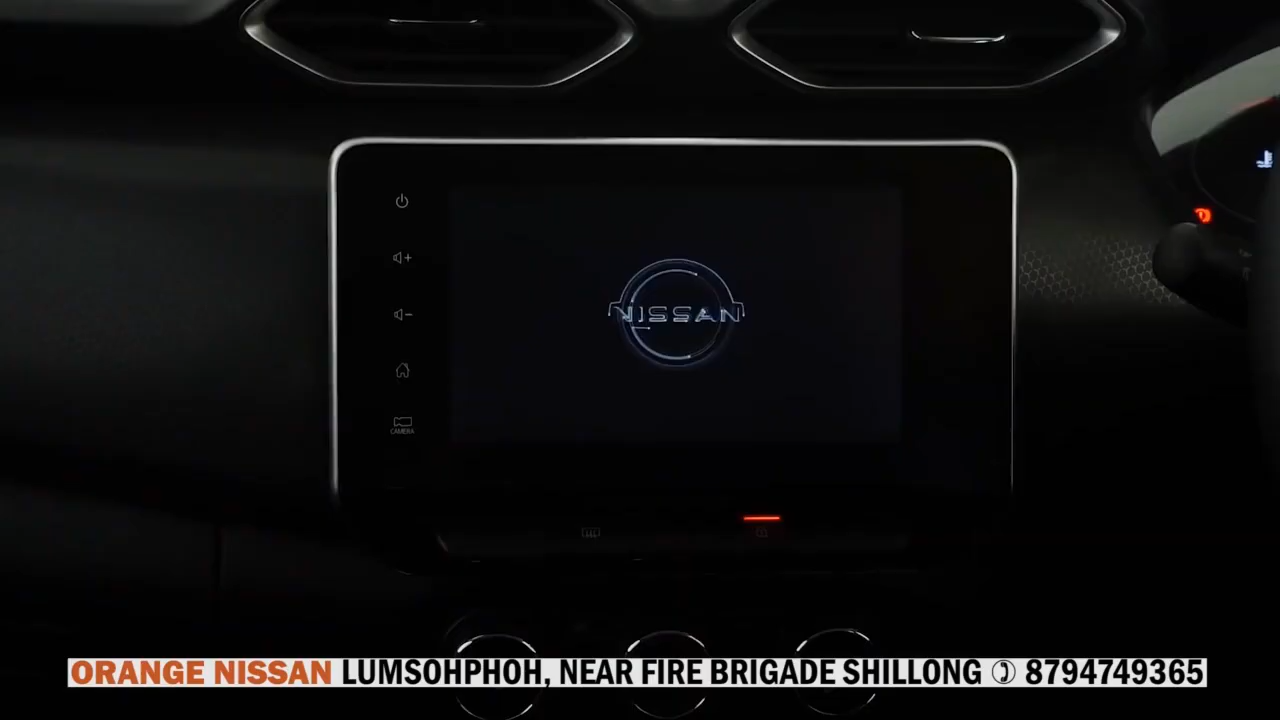 NISSAN
CAMERA
ORANGE NISSAN LUMSOHPHOH, NEAR FIRE BRIGADE SHILLONG ✆ 8794749365